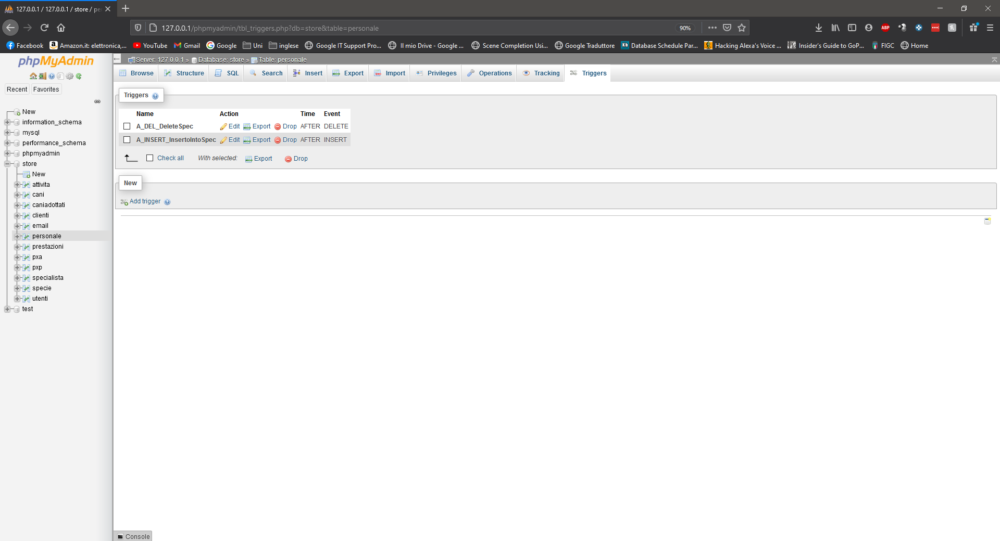 127.0.0.1 / 127.0.0.1 / store / pe
127.0.0.1/phpmyadmin/tbl_triggers.php?db=store&table=personale
90%
ABP
Facebook
Amazon.it: elettronica,...
YouTube
Gmail
Google
Uni
inglese
Google IT Support Pro...
Il mio Drive - Google ...
Scene Completion Usi...
Google Traduttore
Kh
Database Schedule Par...
Hacking Alexa's Voice ...
Insider's Guide to GoP...
FIGC
Home
phpMyAdmin
Recent
Favorites
New
information_schema
mysql
performance_schema
phpmyadmin
store
New
attivita
cani
caniadottati
clienti
email
personale
prestazioni
pxa
pxp
specialista
specie
utenti
test
Server: 127.0.0.1 » Database: store » Table: personale
Browse
Structure
SQL
Search
Insert
Export
Import
Privileges
Operations
Tracking
Triggers
Triggers
Name Action Time Event
A_DEL_DeleteSpec Edit Export Drop AFTER DELETE
A_INSERT_InsertoIntoSpec Edit Export Drop AFTER INSERT
Check all With selected: Export Drop
New
Add trigger
Console